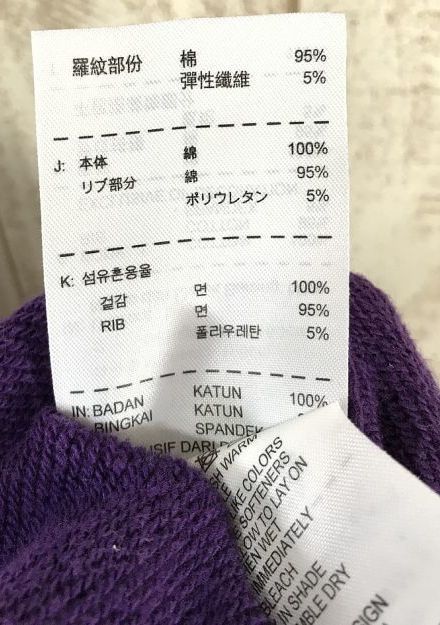 羅紋部份 棉 95%
彈性纖維 5%
J: 本体 綿 100%
リブ部分 綿 95%
ポリウレタン 5%
K: 섬유혼용율
겉감 면 100%
RIB 면 95%
폴리우레탄 5%
IN: BADAN KATUN 100%
BINGKAI KATUN
SPANDEK
SIF DARI
WARM
COLORS
SOFTENERS
TO LAY ON
WET
IMMEDIATELY
BLEACH
IN SHADE
DRY